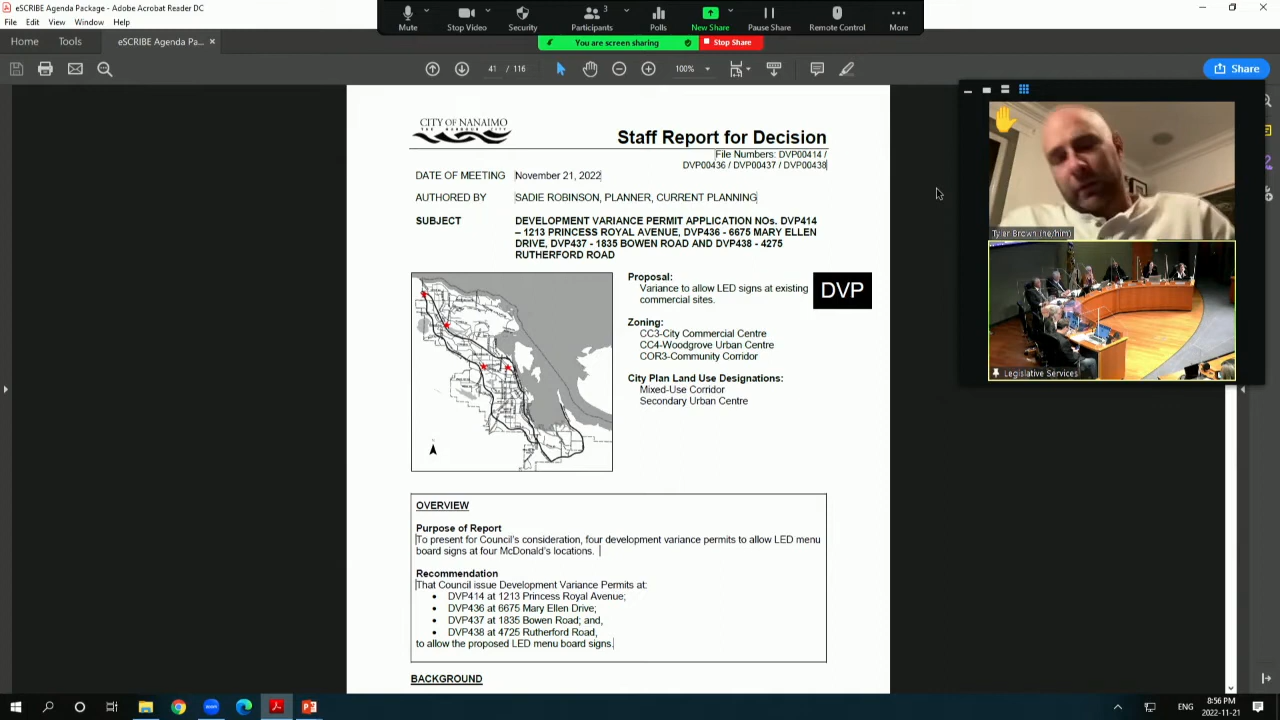 eSCRIBE Agenda Package - Adobe Acrobat Reader DC
File Edit View Window Help
Mute Stop Video Security Participants 3 Polls New Share Pause Share Remote Control More
You are screen sharing Stop Share
Home Tools eSCRIBE Agenda Pa... ×
41 / 116 100% Share
CITY OF NANAIMO
THE HARBOUR CITY
Staff Report for Decision
File Numbers: DVP00414 /
DVP00436 / DVP00437 / DVP00438
DATE OF MEETING November 21, 2022
AUTHORED BY SADIE ROBINSON, PLANNER, CURRENT PLANNING
SUBJECT DEVELOPMENT VARIANCE PERMIT APPLICATION NOs. DVP414
– 1213 PRINCESS ROYAL AVENUE, DVP436 - 6675 MARY ELLEN
DRIVE, DVP437 - 1835 BOWEN ROAD AND DVP438 - 4275
RUTHERFORD ROAD
Proposal:
Variance to allow LED signs at existing
commercial sites.
DVP
Zoning:
CC3-City Commercial Centre
CC4-Woodgrove Urban Centre
COR3-Community Corridor
City Plan Land Use Designations:
Mixed-Use Corridor
Secondary Urban Centre
OVERVIEW
Purpose of Report
To present for Council's consideration, four development variance permits to allow LED menu
board signs at four McDonald's locations.
Recommendation
That Council issue Development Variance Permits at:
• DVP414 at 1213 Princess Royal Avenue;
• DVP436 at 6675 Mary Ellen Drive;
• DVP437 at 1835 Bowen Road; and,
• DVP438 at 4725 Rutherford Road,
to allow the proposed LED menu board signs.
BACKGROUND
Tyler Brown (he/him)
Legislative Services
ENG 8:56 PM
2022-11-21